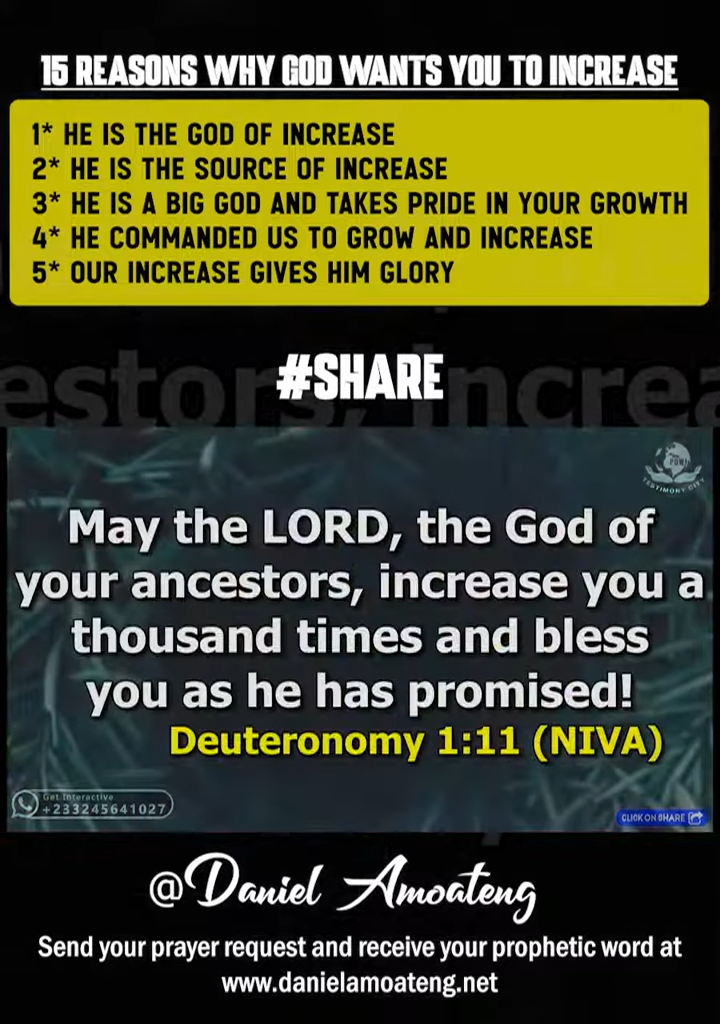 15 REASONS WHY GOD WANTS YOU TO INCREASE
1* HE IS THE GOD OF INCREASE
2* HE IS THE SOURCE OF INCREASE
3* HE IS A BIG GOD AND TAKES PRIDE IN YOUR GROWTH
4* HE COMMANDED US TO GROW AND INCREASE
5* OUR INCREASE GIVES HIM GLORY
#SHARE
TESTIMONY CITY
May the LORD, the God of
your ancestors, increase you a
thousand times and bless
you as he has promised!
Deuteronomy 1:11 (NIVA)
Get Interactive
+233245641027
CLICK ON SHARE
@Daniel Amoateng
Send your prayer request and receive your prophetic word at
www.danielamoateng.net